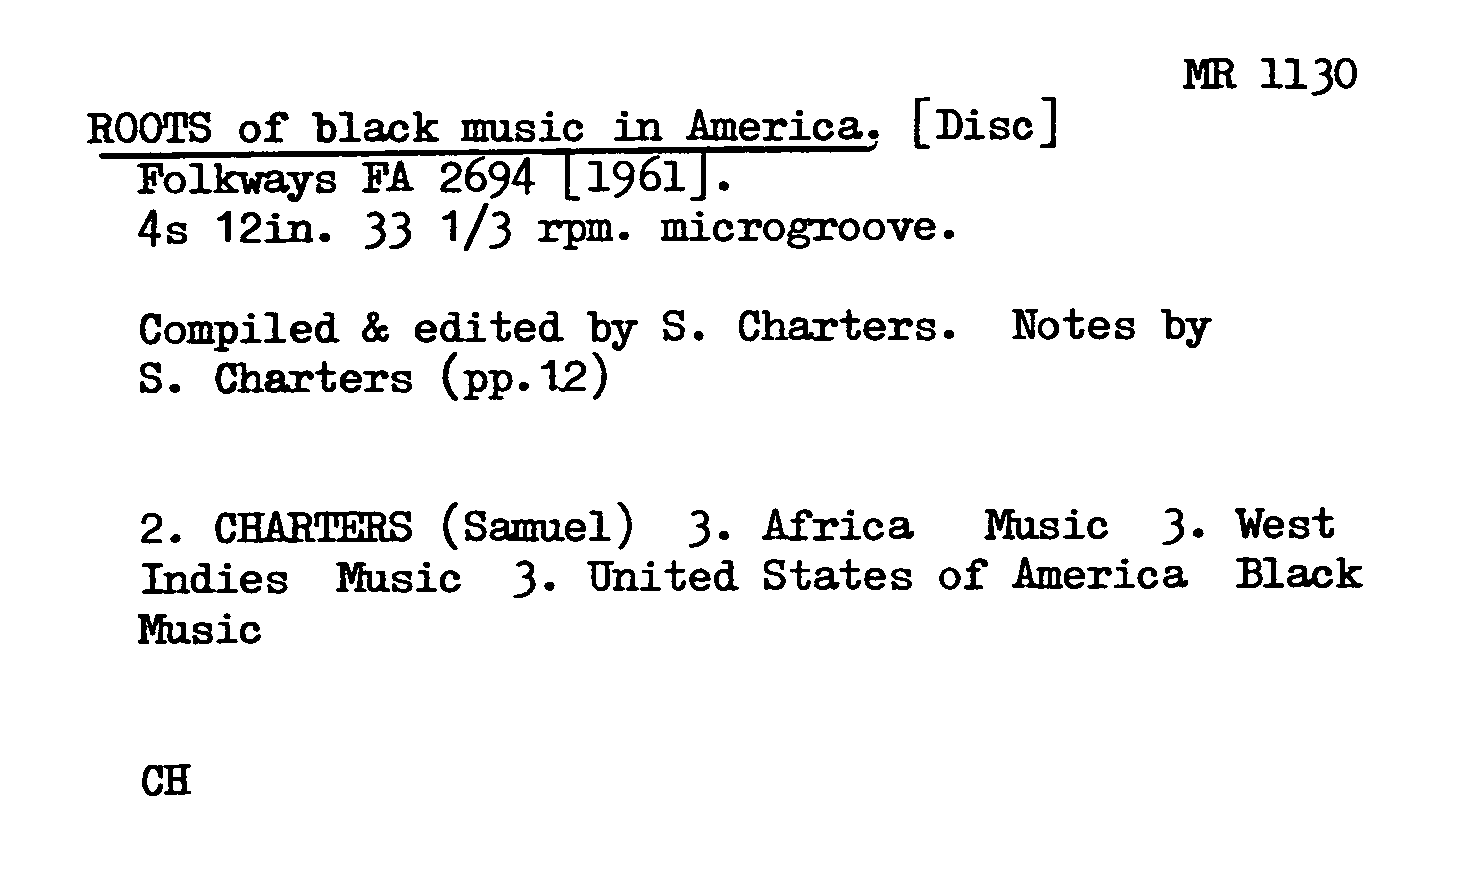 MR 1130
ROOTS of black music in America. [Disc]
Folkways FA 2694 [1961].
4s 12in. 33 1/3 rpm. microgroove.
Compiled & edited by S. Charters. Notes by
S. Charters (pp.12)
2. CHARTERS (Samuel) 3. Africa Music 3. West
Indies Music 3. United States of America Black
Music
CH